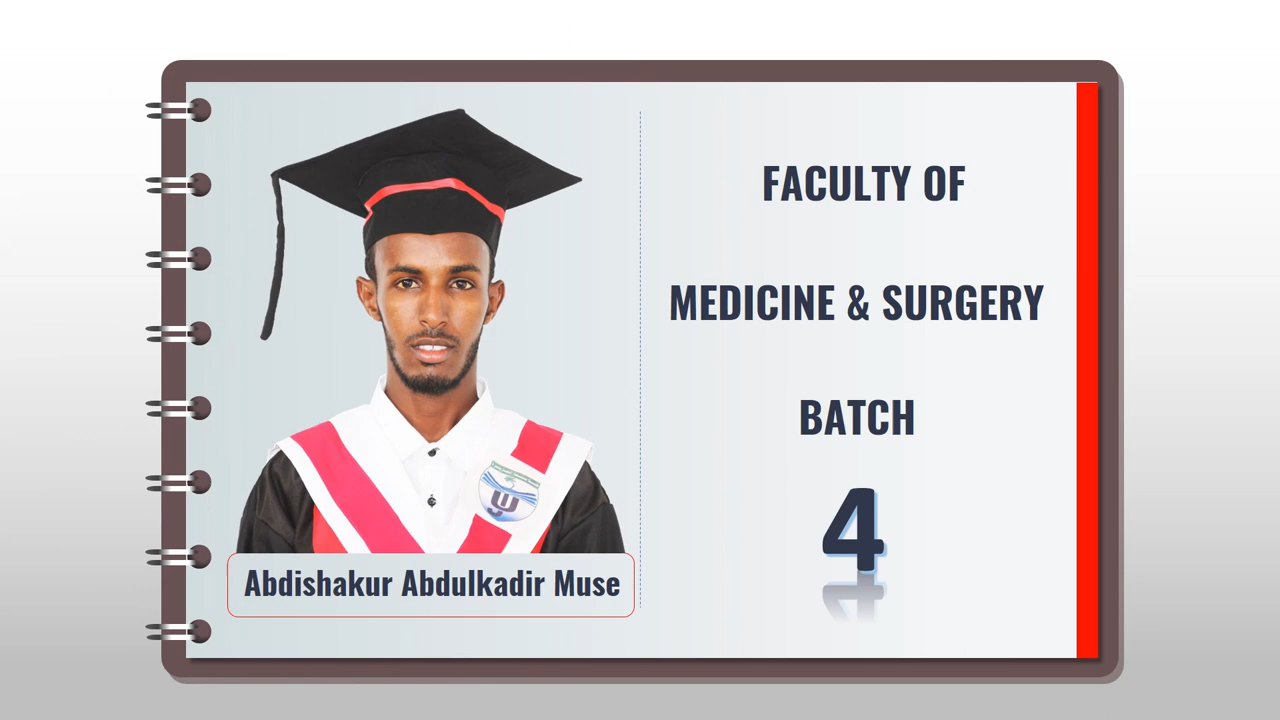 FACULTY OF
MEDICINE & SURGERY
BATCH
4
Abdishakur Abdulkadir Muse